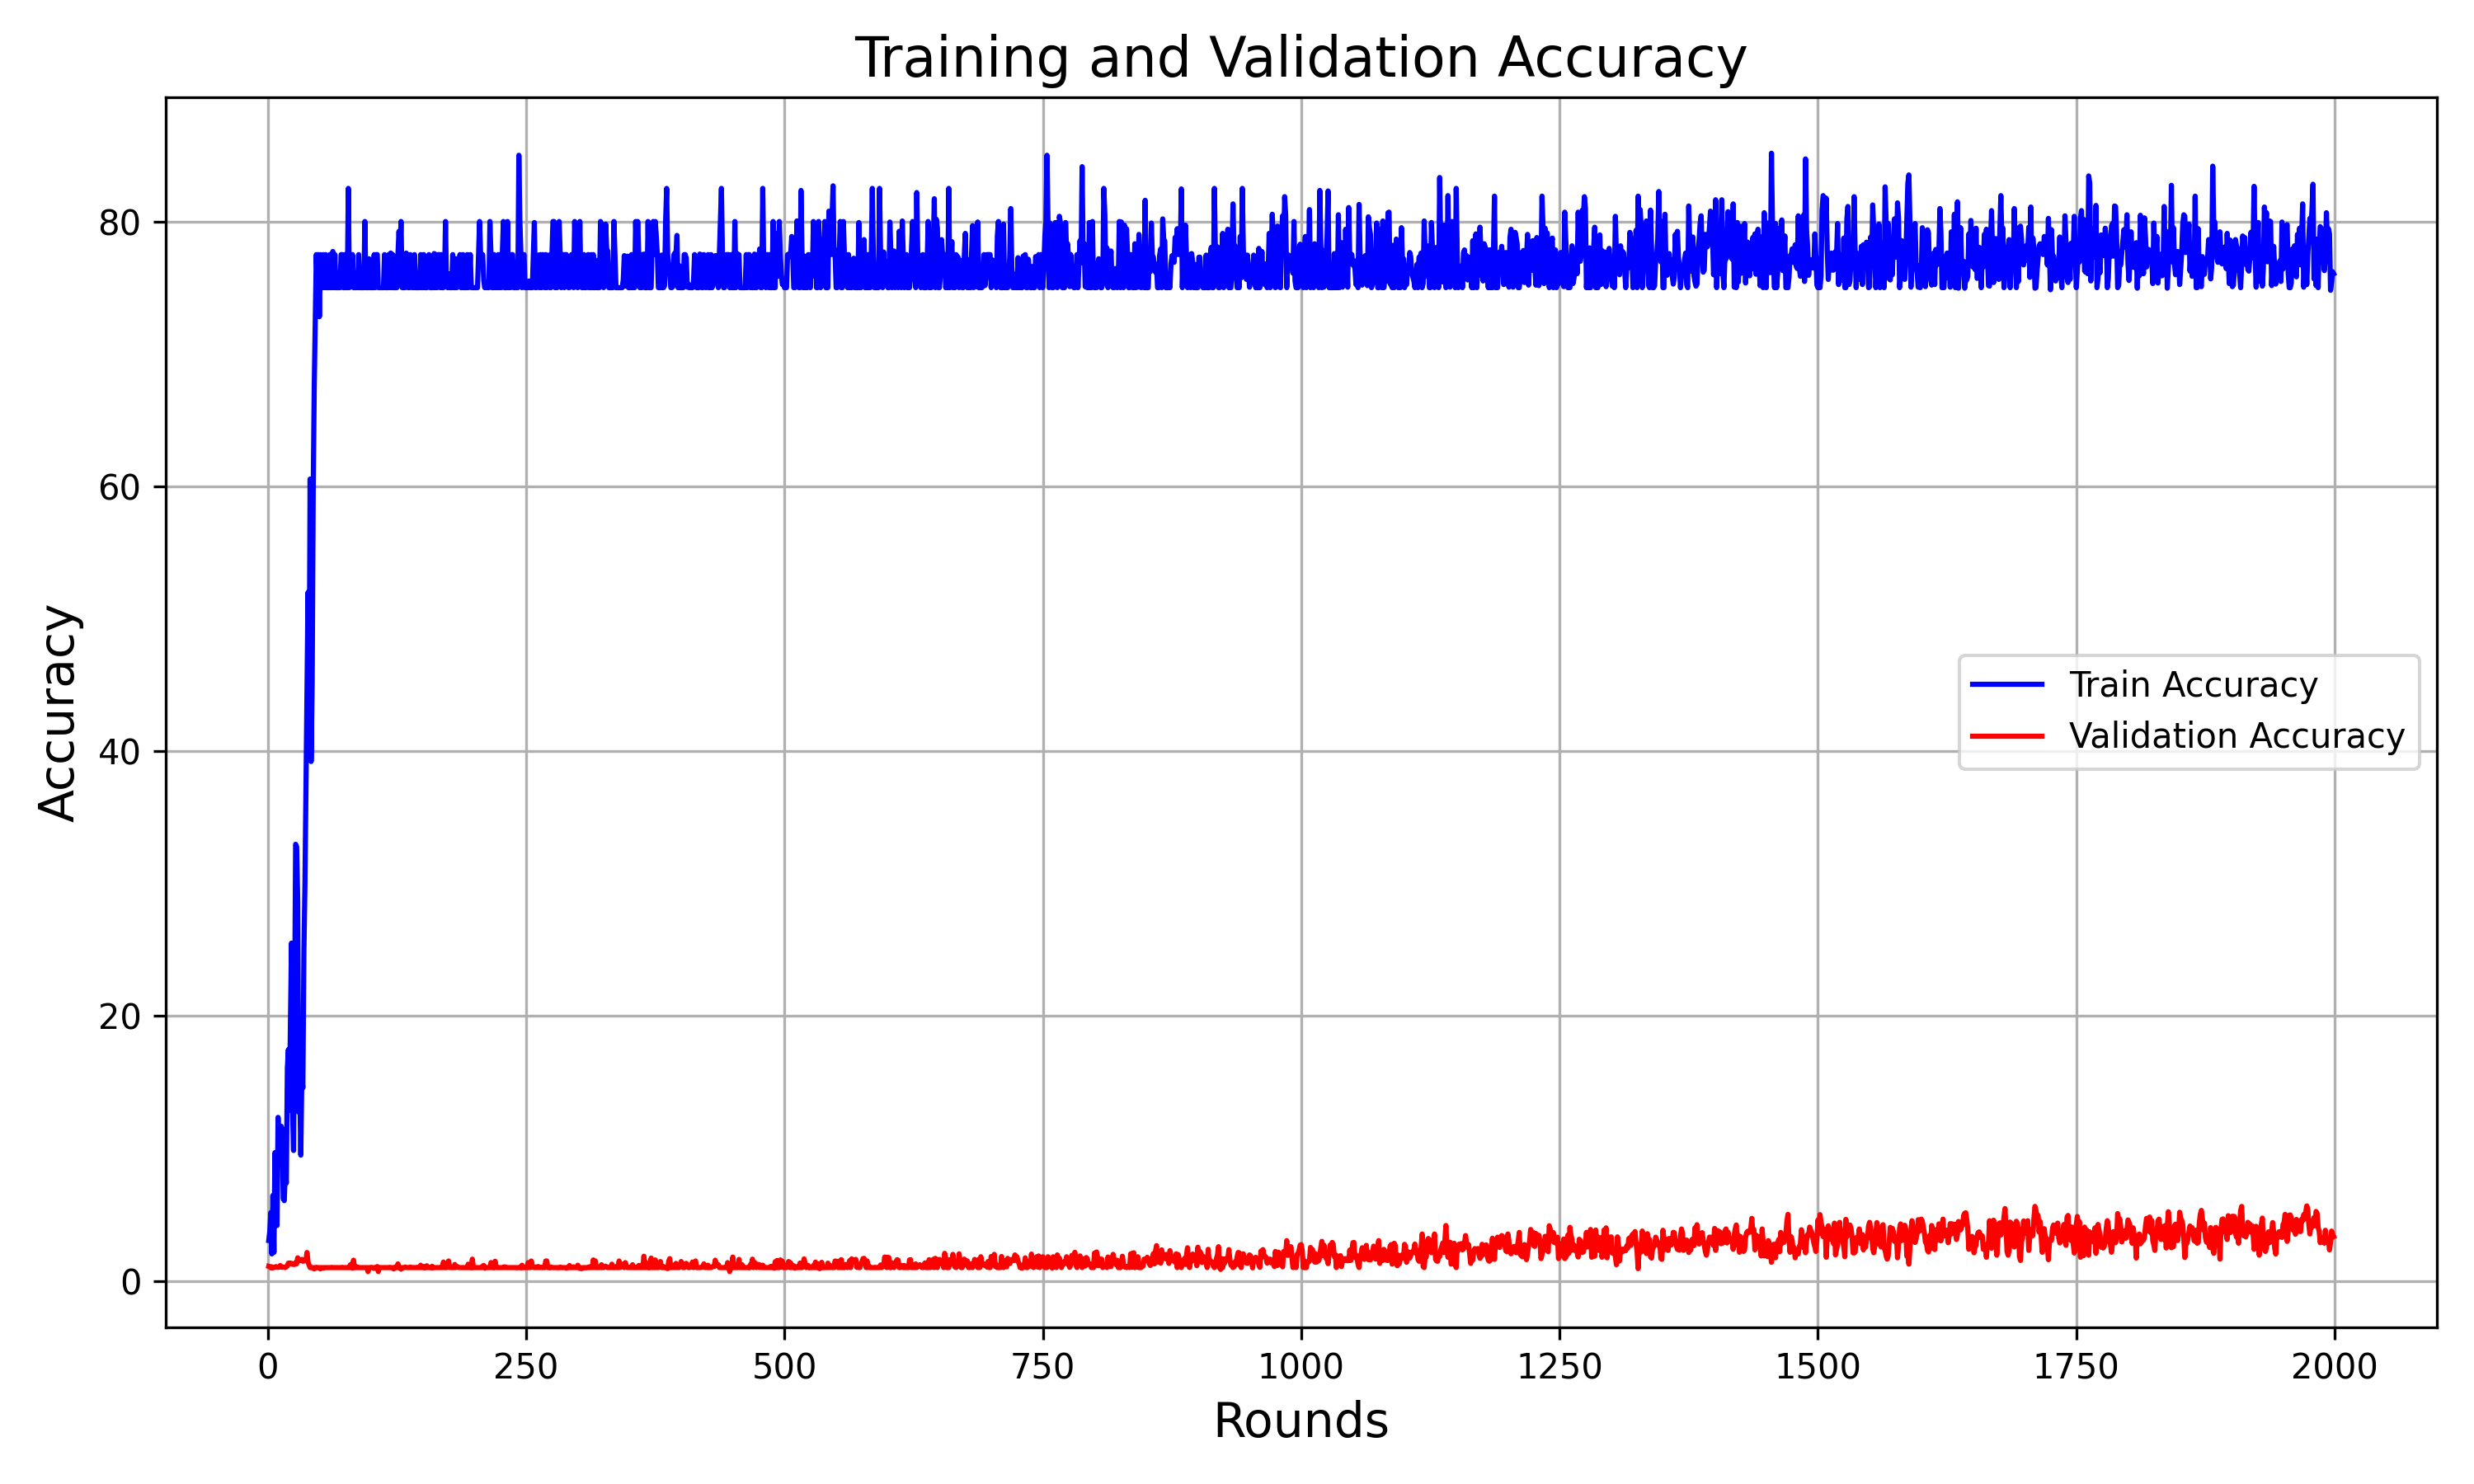 Training and Validation Accuracy
Accuracy
80
60
40
20
0
Train Accuracy
Validation Accuracy
0 250 500 750 1000 1250 1500 1750 2000
Rounds